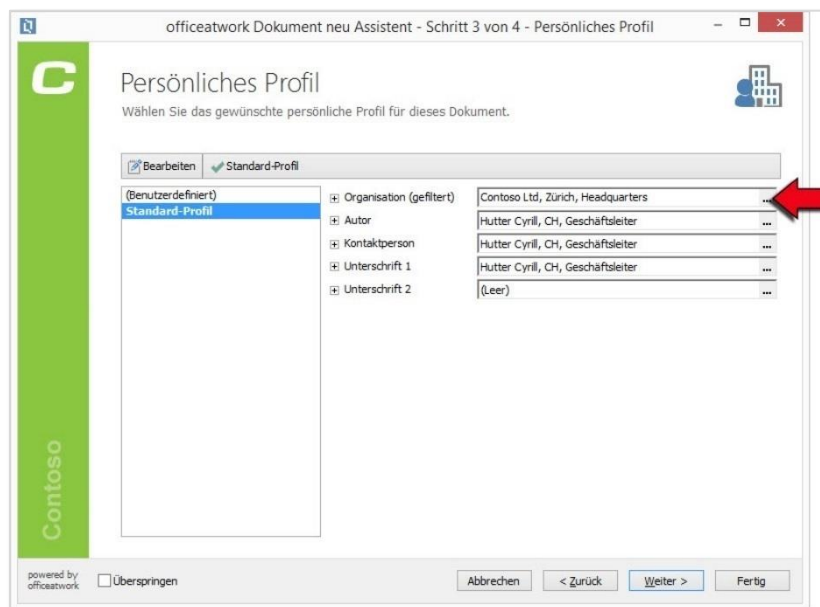 officeatwork Dokument neu Assistent - Schritt 3 von 4 - Persönliches Profil
C
Persönliches Profil
Wählen Sie das gewünschte persönliche Profil für dieses Dokument.
Bearbeiten Standard-Profil
(Benutzerdefiniert)
Standard-Profil
Organisation (gefiltert) Contoso Ltd, Zürich, Headquarters ...
Autor Hutter Cyrill, CH, Geschäftsleiter ...
Kontaktperson Hutter Cyrill, CH, Geschäftsleiter ...
Unterschrift 1 Hutter Cyrill, CH, Geschäftsleiter ...
Unterschrift 2 (Leer) ...
Contoso
powered by
officeatwork
Überspringen Abbrechen < Zurück Weiter > Fertig